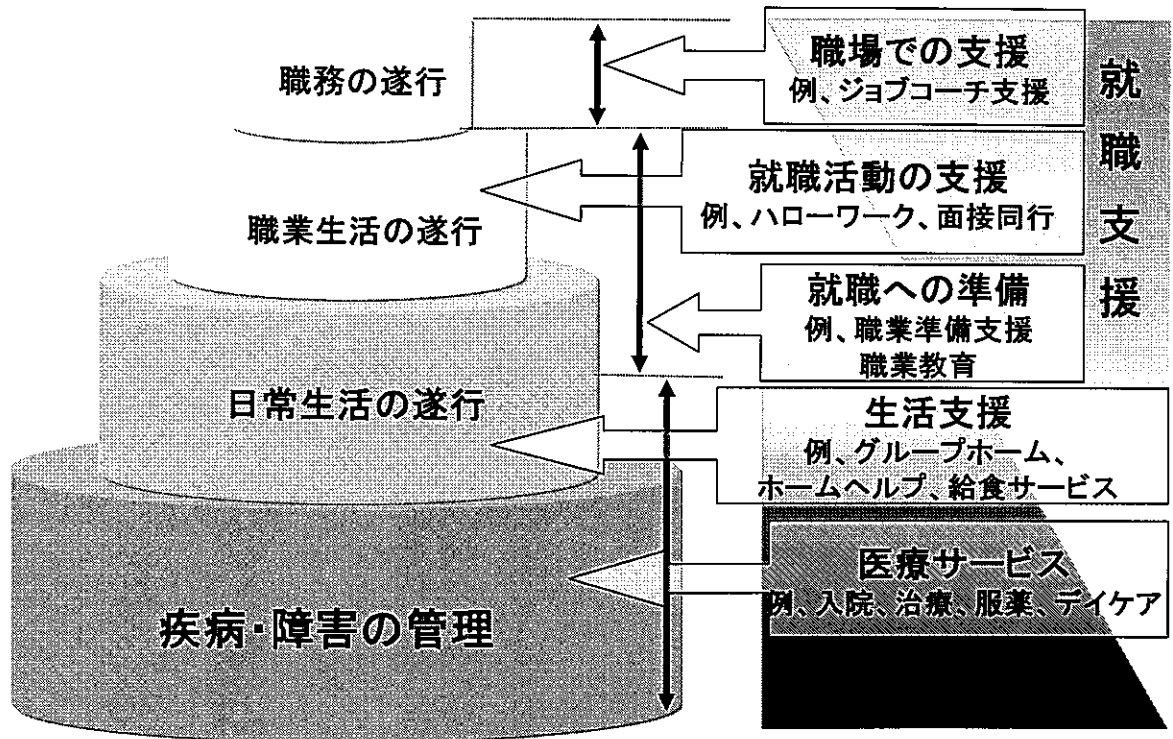 職務の遂行
職業生活の遂行
日常生活の遂行
疾病・障害の管理
職場での支援
例、ジョブコーチ支援
就職活動の支援
例、ハローワーク、面接同行
就職への準備
例、職業準備支援
職業教育
生活支援
例、グループホーム、
ホームヘルプ、給食サービス
医療サービス
例、入院、治療、服薬、デイケア
就職支援